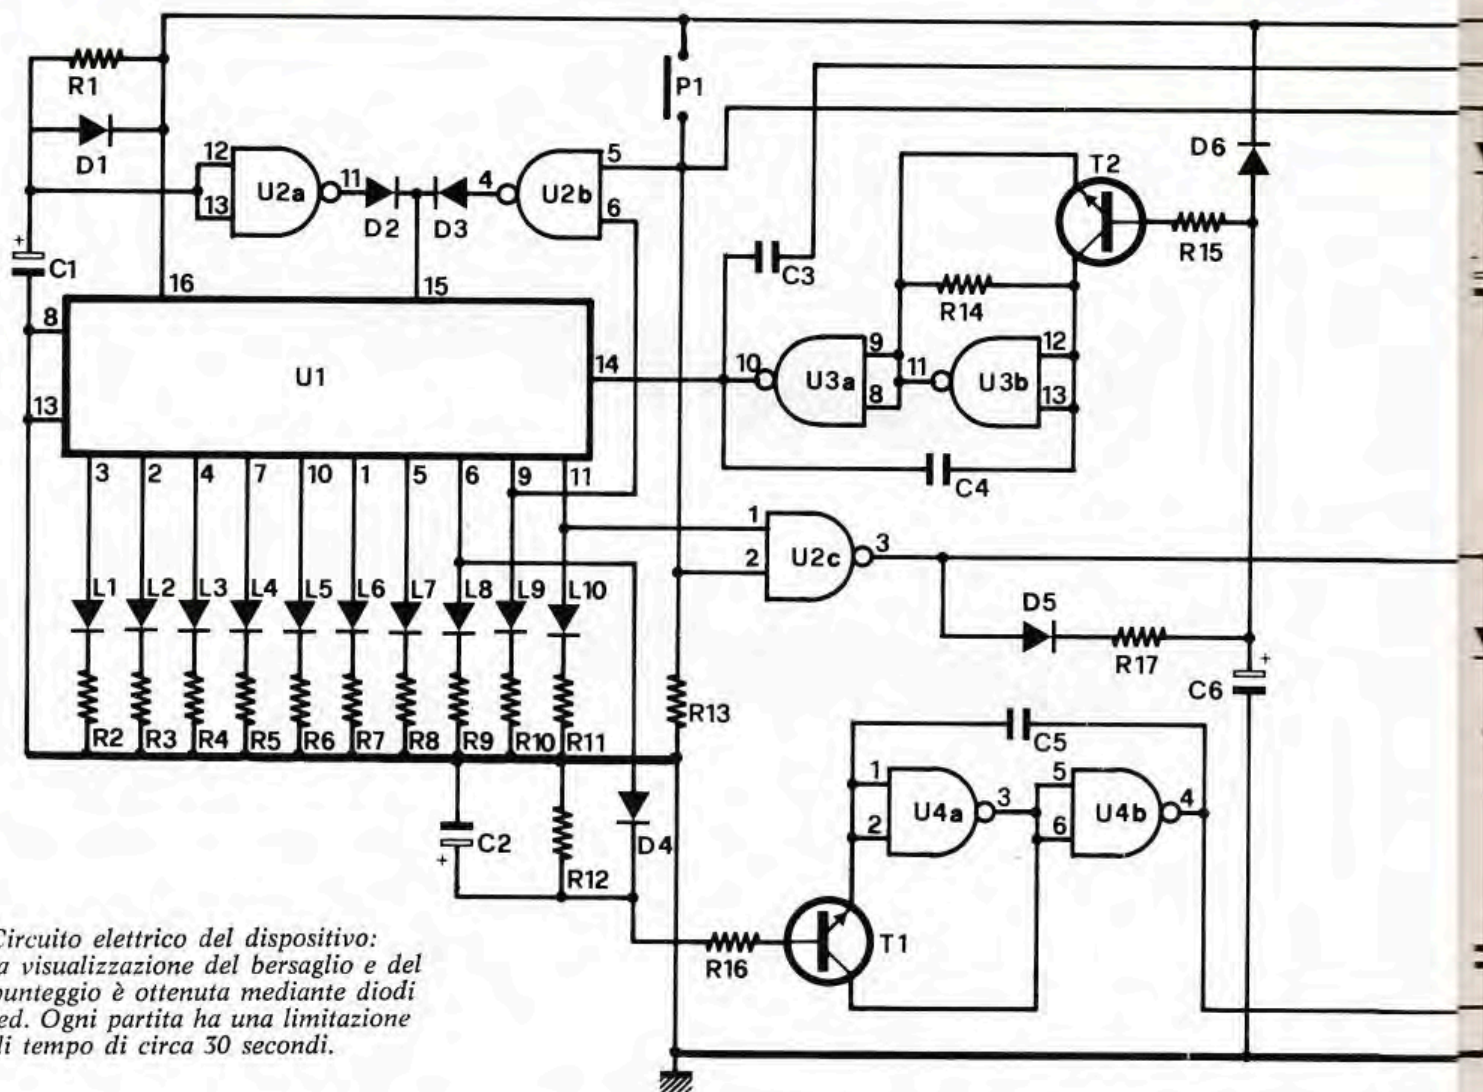 R1
P1
D1
12
13
U2a
11
D2
D3
4
U2b
5
6
T2
D6
R15
+
C1
16
15
C3
R14
8
13
U1
14
10
U3a
9
8
11
U3b
12
13
C4
3
2
4
7
10
1
5
6
9
11
1
2
U2c
3
L1
L2
L3
L4
L5
L6
L7
L8
L9
L10
D5
R17
+
C6
R2
R3
R4
R5
R6
R7
R8
R9
R10
R11
R13
C5
1
2
U4a
3
5
6
U4b
4
+
C2
R12
D4
R16
T1
Circuito elettrico del dispositivo:
a visualizzazione del bersaglio e del
punteggio è ottenuta mediante diodi
ed. Ogni partita ha una limitazione
di tempo di circa 30 secondi.